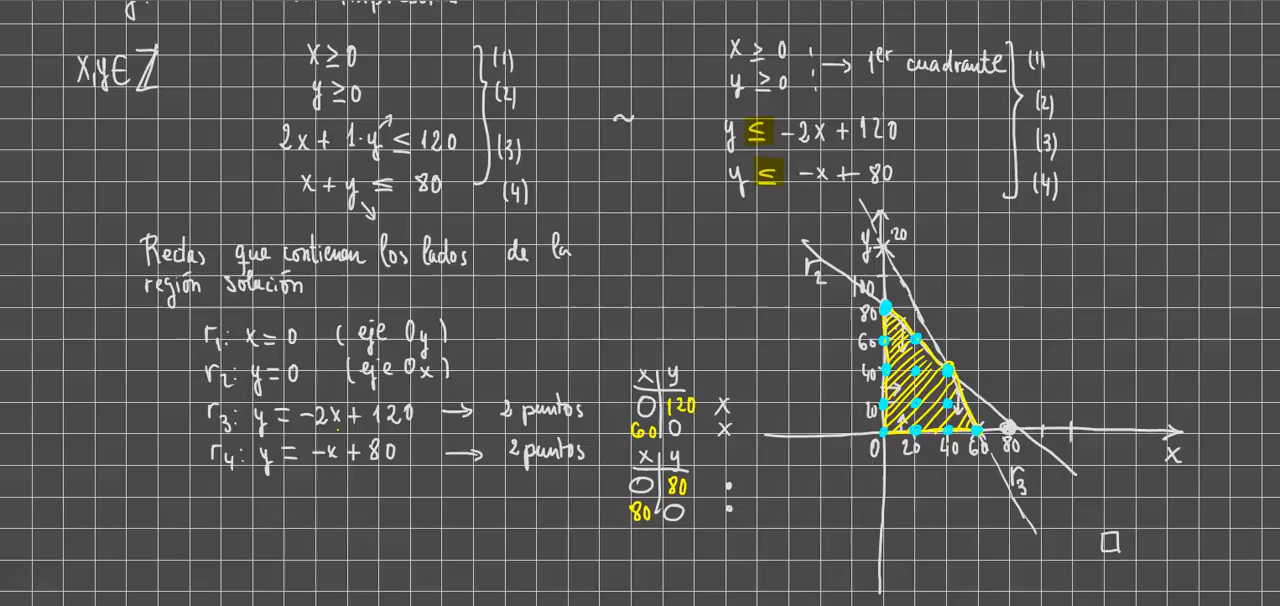 x, y ∈ ℤ
x ≥ 0 (1)
y ≥ 0 (2)
2x + 1·y ≤ 120 (3)
x + y ≤ 80 (4)
~
x ≥ 0 → 1er cuadrante (1)
y ≥ 0 (2)
y ≤ -2x + 120 (3)
y ≤ -x + 80 (4)
Rectas que contienen los lados de la
región solución
r1: x = 0 (eje Oy)
r2: y = 0 (eje Ox)
r3: y = -2x + 120 → 2 puntos
r4: y = -x + 80 → 2 puntos
x y
0 120 x
60 0 x
x y
0 80 •
80 0 •
y 20
r2
100
80
60
40
20
0 20 40 60 80
x
r3